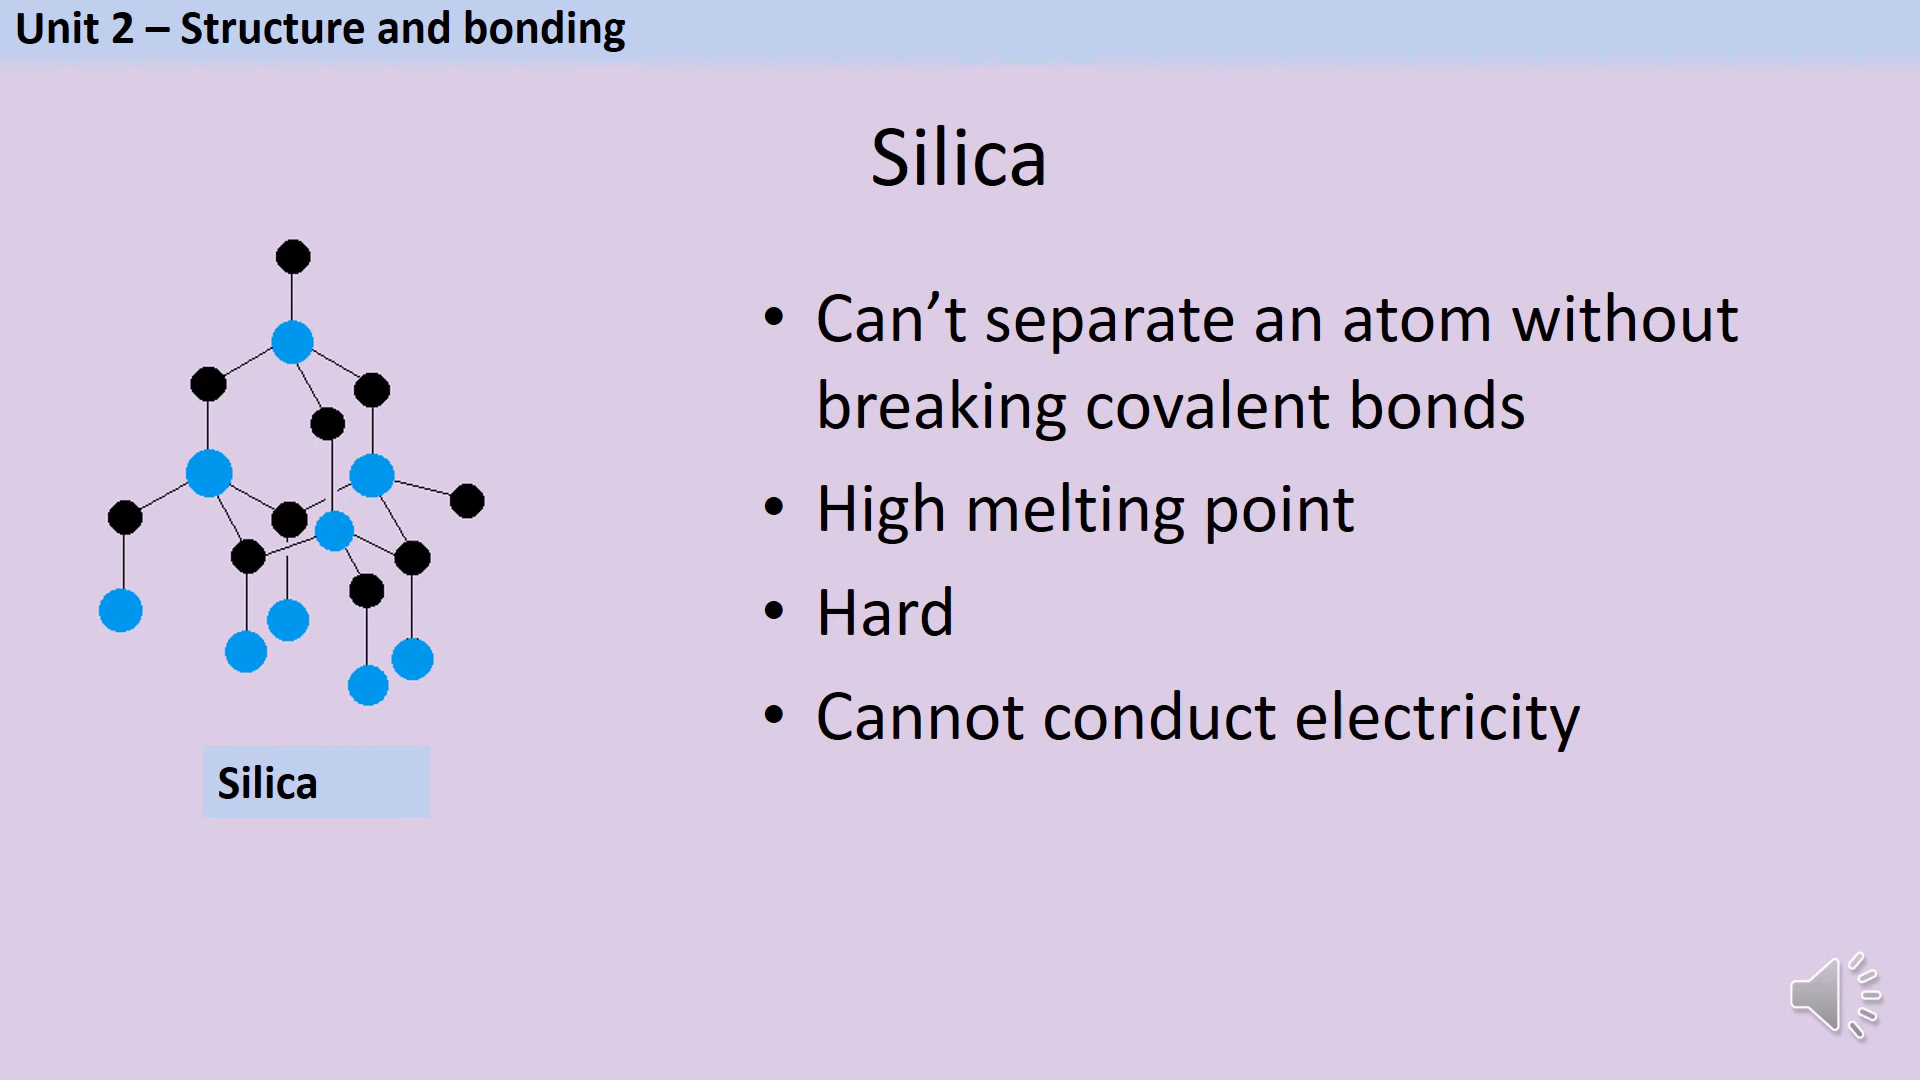 Unit 2 – Structure and bonding
Silica
• Can’t separate an atom without
breaking covalent bonds
• High melting point
• Hard
• Cannot conduct electricity
Silica